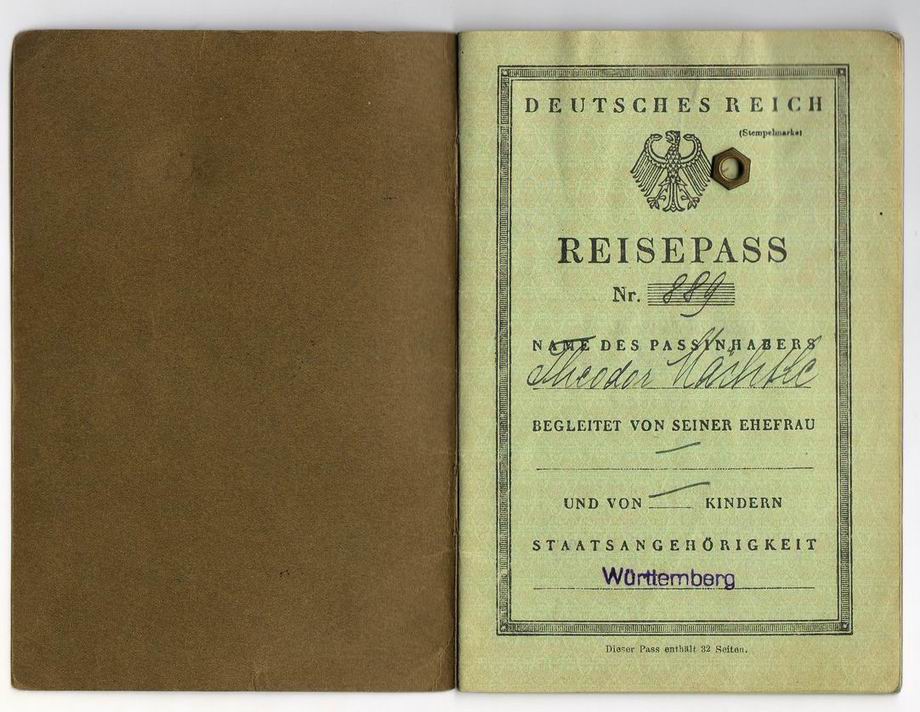 DEUTSCHES REICH
(Stempelmarke)
REISEPASS
Nr. 889
NAME DES PASSINHABERS
Theodor
BEGLEITET VON SEINER EHEFRAU
—
UND VON — KINDERN
STAATSANGEHÖRIGKEIT
Württemberg
Dieser Pass enthält 32 Seiten.